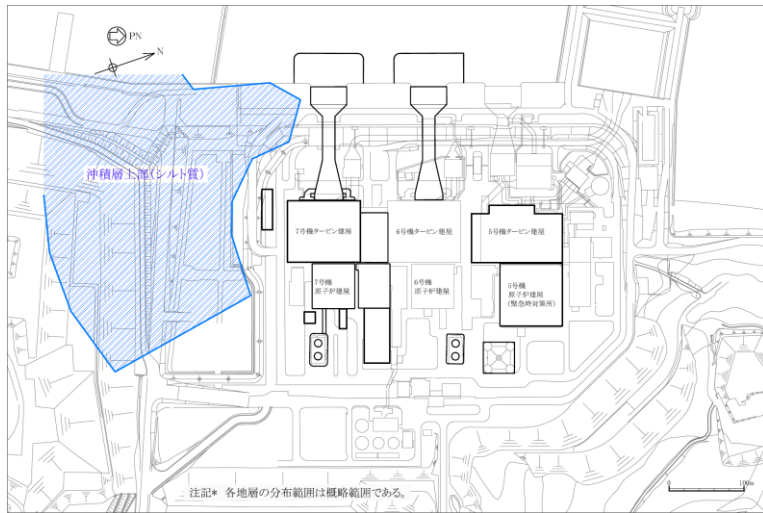 PN
N
沖積層上部(シルト質)
7号機タービン建屋
6号機タービン建屋
5号機タービン建屋
7号機
原子炉建屋
6号機
原子炉建屋
5号機
原子炉建屋
(緊急時対策所)
注記* 各地層の分布範囲は概略範囲である。
0 100m